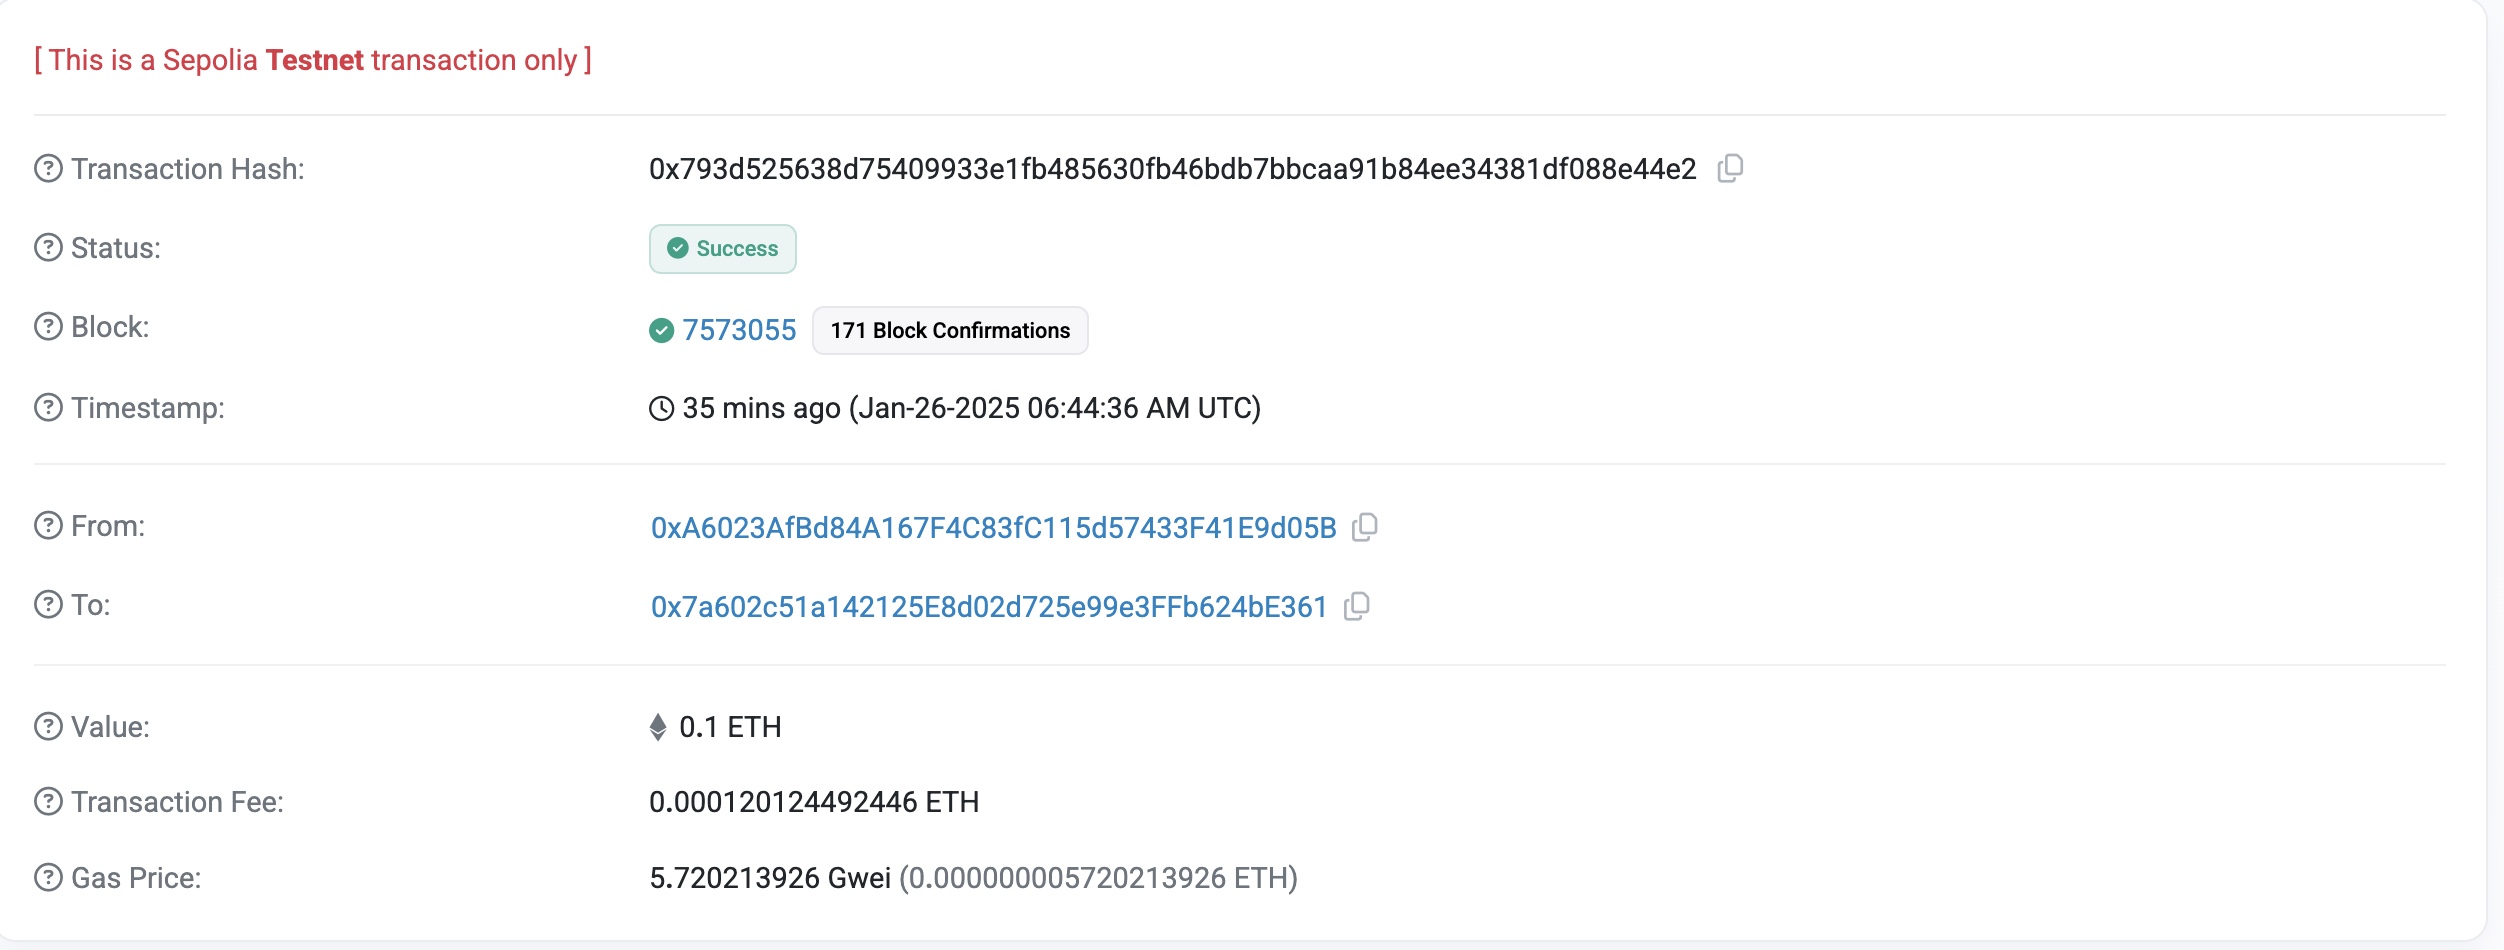 [ This is a Sepolia Testnet transaction only ]
Transaction Hash: 0x793d525638d75409933e1fb485630fb46bdb7bbcaa91b84ee34381df088e44e2
Status: Success
Block: 7573055 171 Block Confirmations
Timestamp: 35 mins ago (Jan-26-2025 06:44:36 AM UTC)
From: 0xA6023AfBd84A167F4C83fC115d57433F41E9d05B
To: 0x7a602c51a142125E8d02d725e99e3FFb624bE361
Value: 0.1 ETH
Transaction Fee: 0.000120124492446 ETH
Gas Price: 5.720213926 Gwei (0.000000005720213926 ETH)